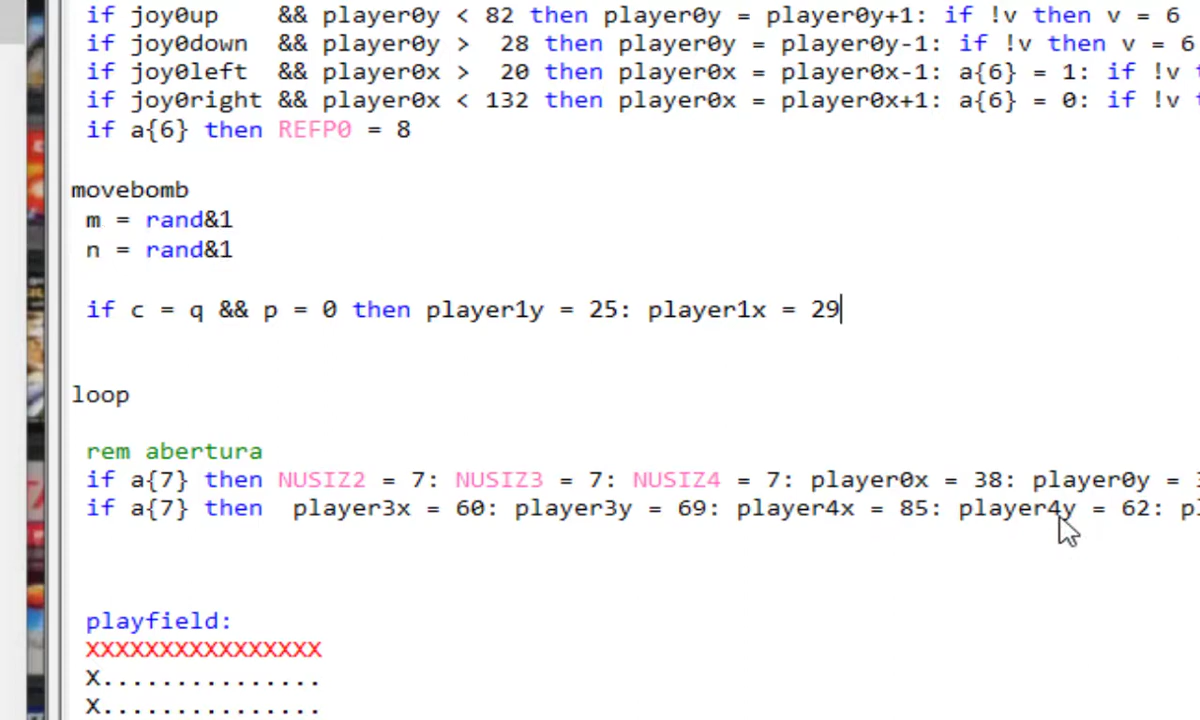 if joy0up    && player0y < 82 then player0y = player0y+1: if !v then v = 6
if joy0down  && player0y >  28 then player0y = player0y-1: if !v then v = 6
if joy0left  && player0x >  20 then player0x = player0x-1: a{6} = 1: if !v
if joy0right && player0x < 132 then player0x = player0x+1: a{6} = 0: if !v
if a{6} then REFP0 = 8
movebomb
m = rand&1
n = rand&1
if c = q && p = 0 then player1y = 25: player1x = 29
loop
rem abertura
if a{7} then NUSIZ2 = 7: NUSIZ3 = 7: NUSIZ4 = 7: player0x = 38: player0y =
if a{7} then  player3x = 60: player3y = 69: player4x = 85: player4y = 62: pl
playfield:
XXXXXXXXXXXXXXXX
X...............
X...............